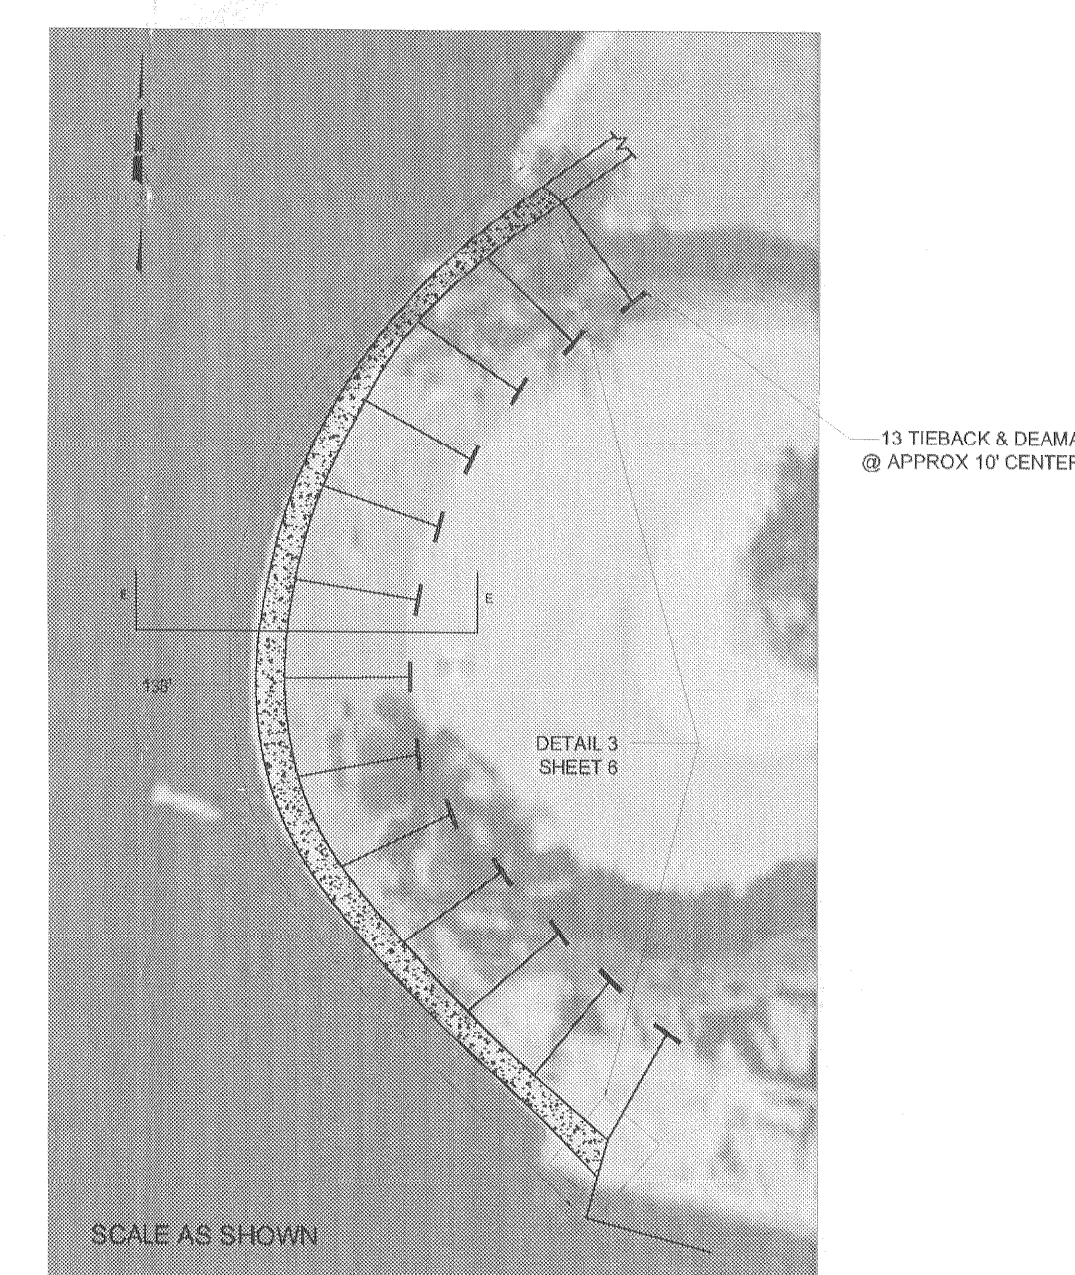 13 TIEBACK & DEAMA
@ APPROX 10' CENTER
E
E
DETAIL 3
SHEET 6
SCALE AS SHOWN